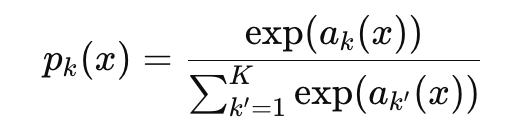 p_k(x) = \frac{\exp(a_k(x))}{\sum_{k'=1}^{K} \exp(a_{k'}(x))}